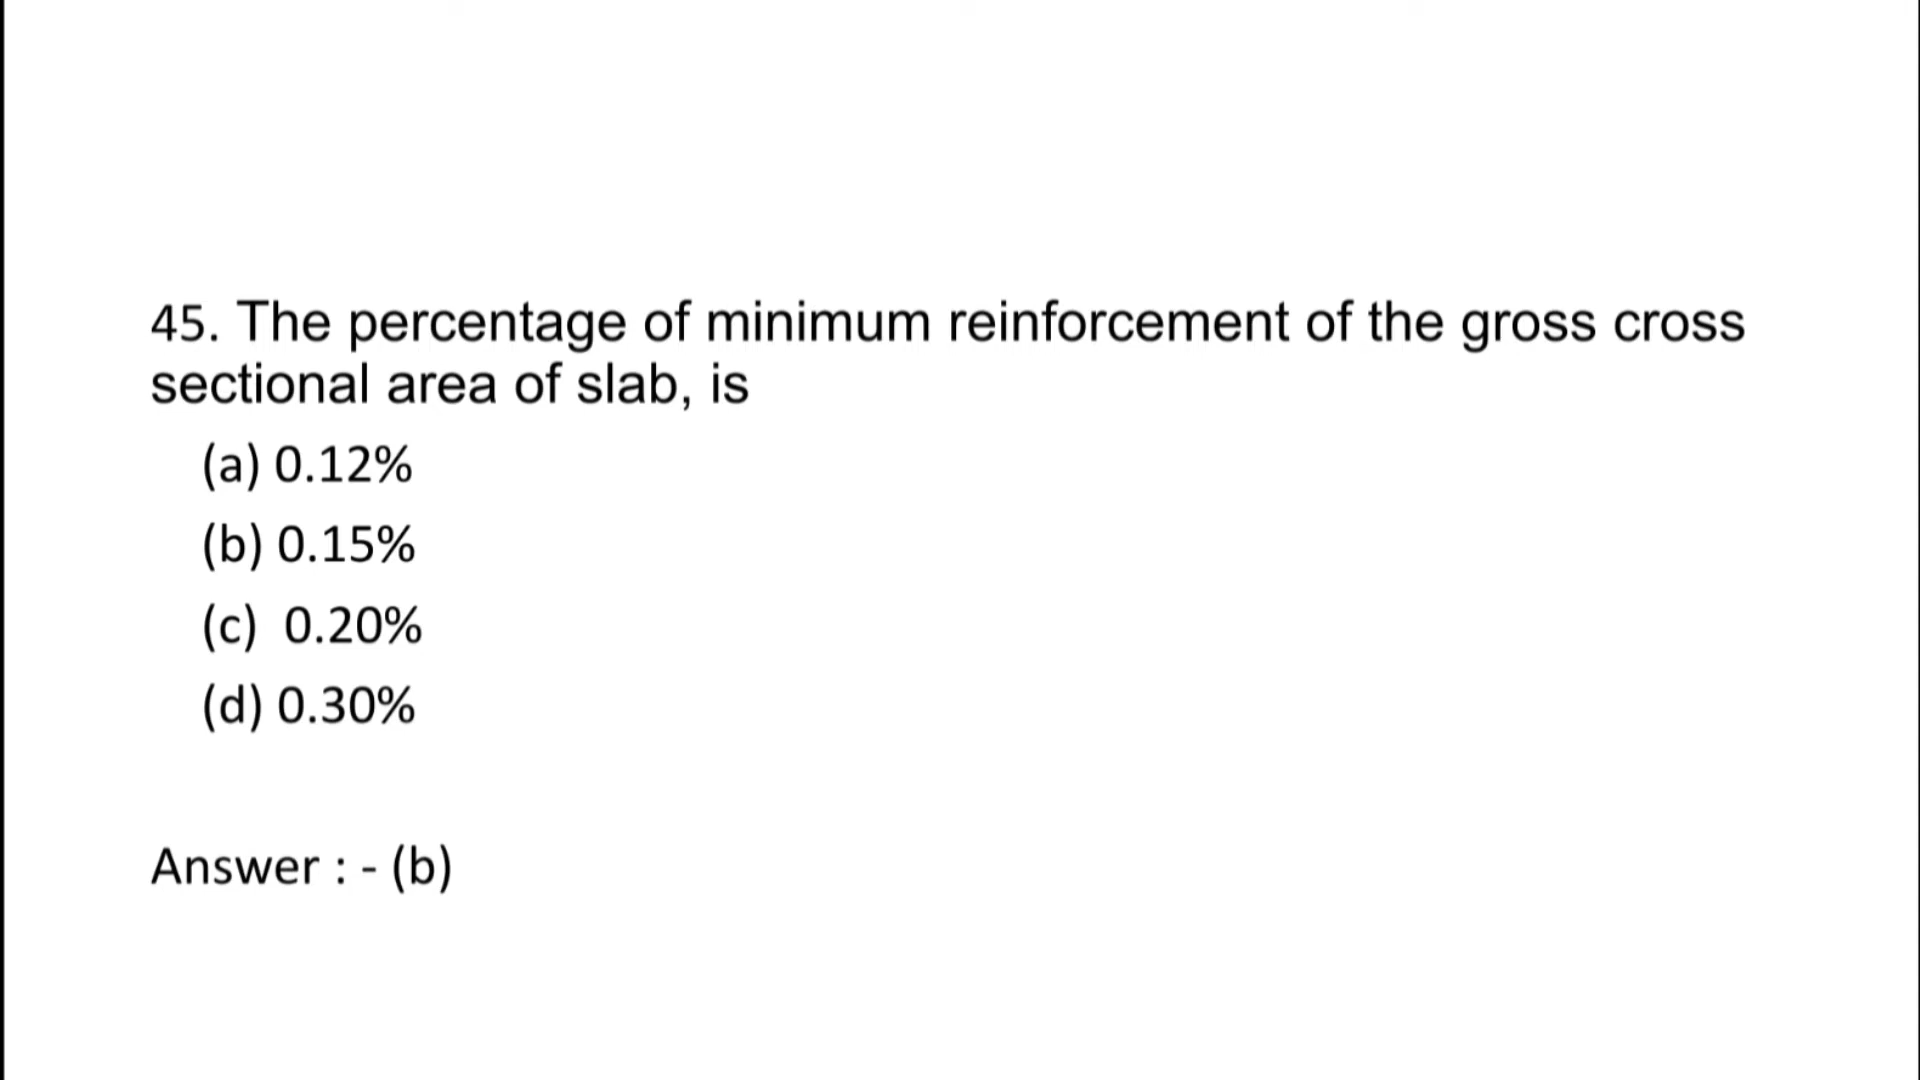 45. The percentage of minimum reinforcement of the gross cross
sectional area of slab, is
(a) 0.12%
(b) 0.15%
(c) 0.20%
(d) 0.30%
Answer : - (b)